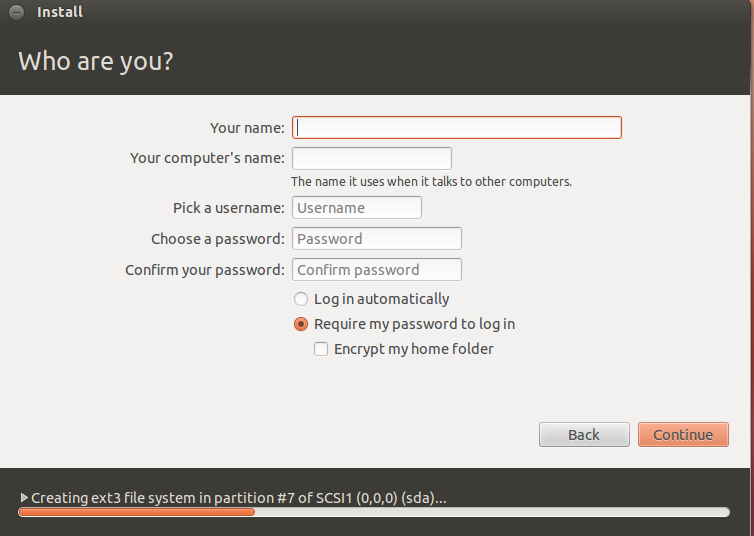 Install
Who are you?
Your name:
Your computer's name:
The name it uses when it talks to other computers.
Pick a username: Username
Choose a password: Password
Confirm your password: Confirm password
Log in automatically
Require my password to log in
Encrypt my home folder
Back Continue
Creating ext3 file system in partition #7 of SCSI1 (0,0,0) (sda)...